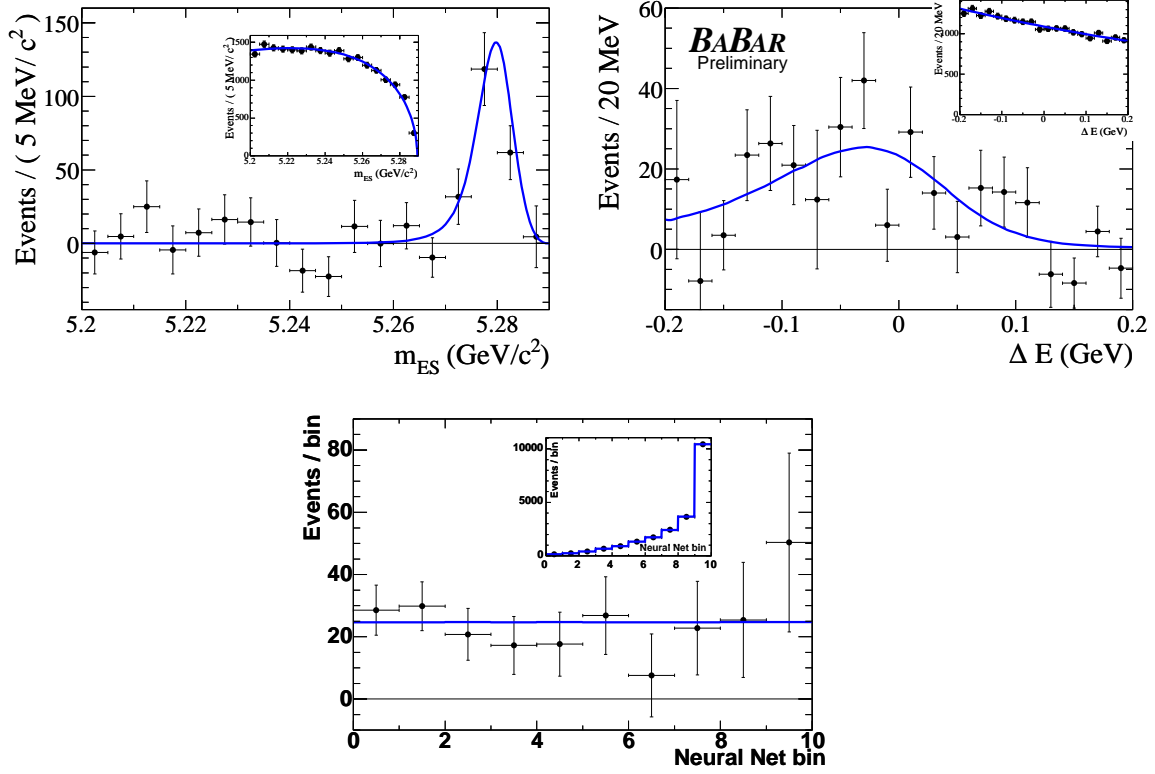 Events / ( 5 MeV/ c² )
150
100
50
0
5.2 5.22 5.24 5.26 5.28
m_ES (GeV/c²)
Events / ( 5 MeV/ c² )
1500
1000
500
0
5.2 5.22 5.24 5.26 5.28
m_ES (GeV/c²)
Events / 20 MeV
60
40
20
0
-0.2 -0.1 0 0.1 0.2
Δ E (GeV)
BABAR
Preliminary
Events / 20 MeV
1000
500
0
-0.2 -0.1 0 0.1 0.2
Δ E (GeV)
Events / bin
80
60
40
20
0
0 2 4 6 8 10
Neural Net bin
Events / bin
10000
5000
0
0 2 4 6 8 10
Neural Net bin